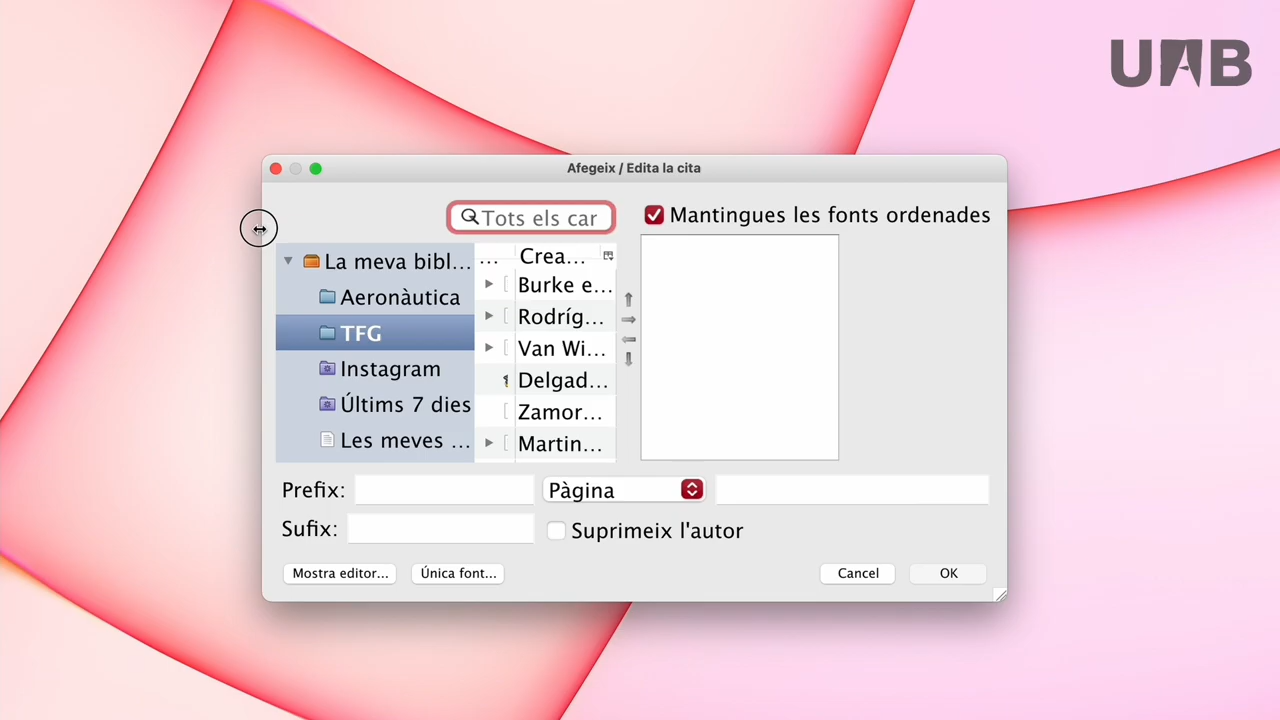 UAB
Afegeix / Edita la cita
Tots els car
Mantingues les fonts ordenades
La meva bibl...
Aeronàutica
TFG
Instagram
Últims 7 dies
Les meves ...
... Crea...
Burke e...
Rodríg...
Van Wi...
Delgad...
Zamor...
Martin...
Prefix:
Pàgina
Sufix:
Suprimeix l'autor
Mostra editor...
Única font...
Cancel
OK